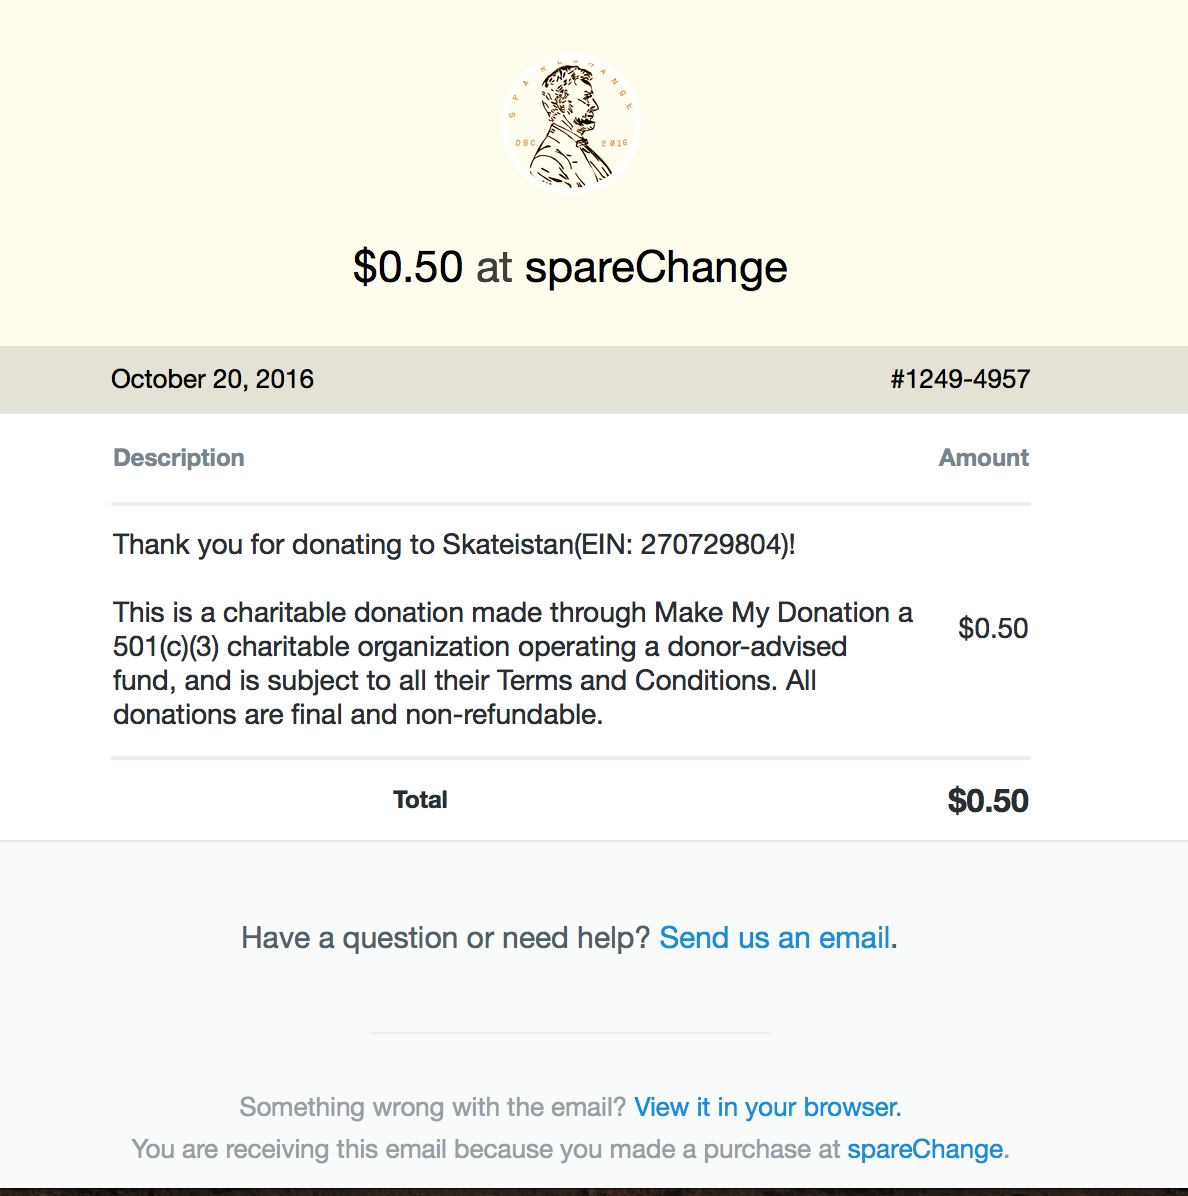 SPARECHANGE
DBC 2016
$0.50 at spareChange
October 20, 2016 #1249-4957
Description Amount
Thank you for donating to Skateistan(EIN: 270729804)!
This is a charitable donation made through Make My Donation a
501(c)(3) charitable organization operating a donor-advised
fund, and is subject to all their Terms and Conditions. All
donations are final and non-refundable.
$0.50
Total $0.50
Have a question or need help? Send us an email.
Something wrong with the email? View it in your browser.
You are receiving this email because you made a purchase at spareChange.